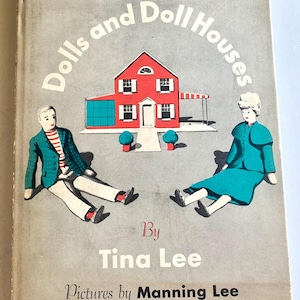 Dolls and Doll Houses
By
Tina Lee
Pictures by Manning Lee